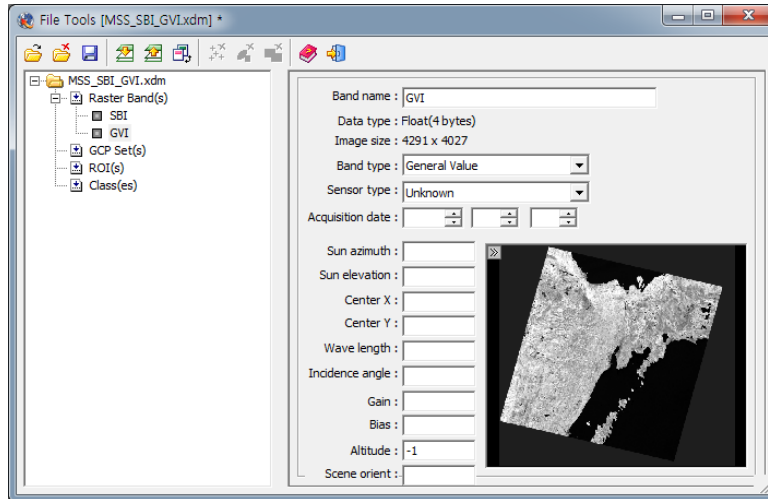 File Tools [MSS_SBI_GVI.xdm] *
MSS_SBI_GVI.xdm
Raster Band(s)
SBI
GVI
GCP Set(s)
ROI(s)
Class(es)
Band name : GVI
Data type : Float(4 bytes)
Image size : 4291 x 4027
Band type : General Value
Sensor type : Unknown
Acquisition date :
Sun azimuth :
Sun elevation :
Center X :
Center Y :
Wave length :
Incidence angle :
Gain :
Bias :
Altitude : -1
Scene orient :